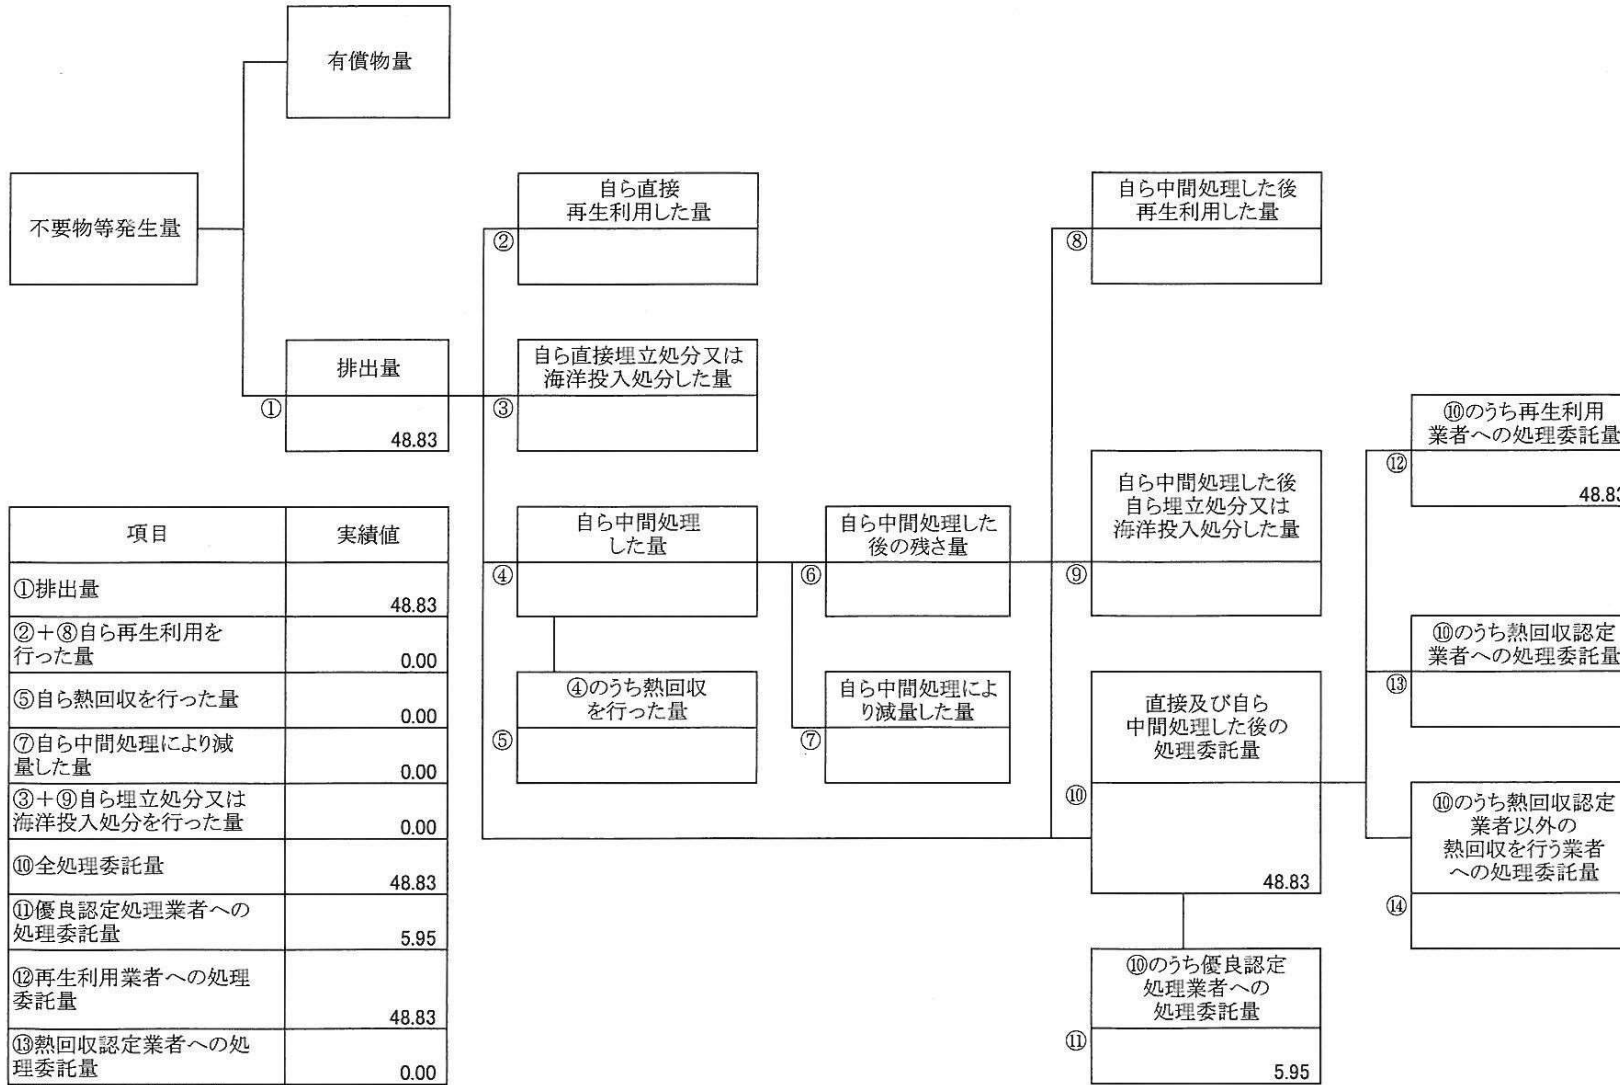 有償物量
不要物等発生量
自ら直接
再生利用した量
②
自ら中間処理した後
再生利用した量
⑧
排出量
①
48.83
自ら直接埋立処分又は
海洋投入処分した量
③
⑩のうち再生利用
業者への処理委託量
⑫
48.83
自ら中間処理
した量
④
自ら中間処理した
後の残さ量
⑥
自ら中間処理した後
自ら埋立処分又は
海洋投入処分した量
⑨
⑩のうち熱回収認定
業者への処理委託量
⑬
④のうち熱回収
を行った量
⑤
自ら中間処理によ
り減量した量
⑦
直接及び自ら
中間処理した後の
処理委託量
⑩
48.83
⑩のうち熱回収認定
業者以外の
熱回収を行う業者
への処理委託量
⑭
⑩のうち優良認定
処理業者への
処理委託量
⑪
5.95
項目
実績値
①排出量
48.83
②＋⑧自ら再生利用を
行った量
0.00
⑤自ら熱回収を行った量
0.00
⑦自ら中間処理により減
量した量
0.00
③＋⑨自ら埋立処分又は
海洋投入処分を行った量
0.00
⑩全処理委託量
48.83
⑪優良認定処理業者への
処理委託量
5.95
⑫再生利用業者への処理
委託量
48.83
⑬熱回収認定業者への処
理委託量
0.00